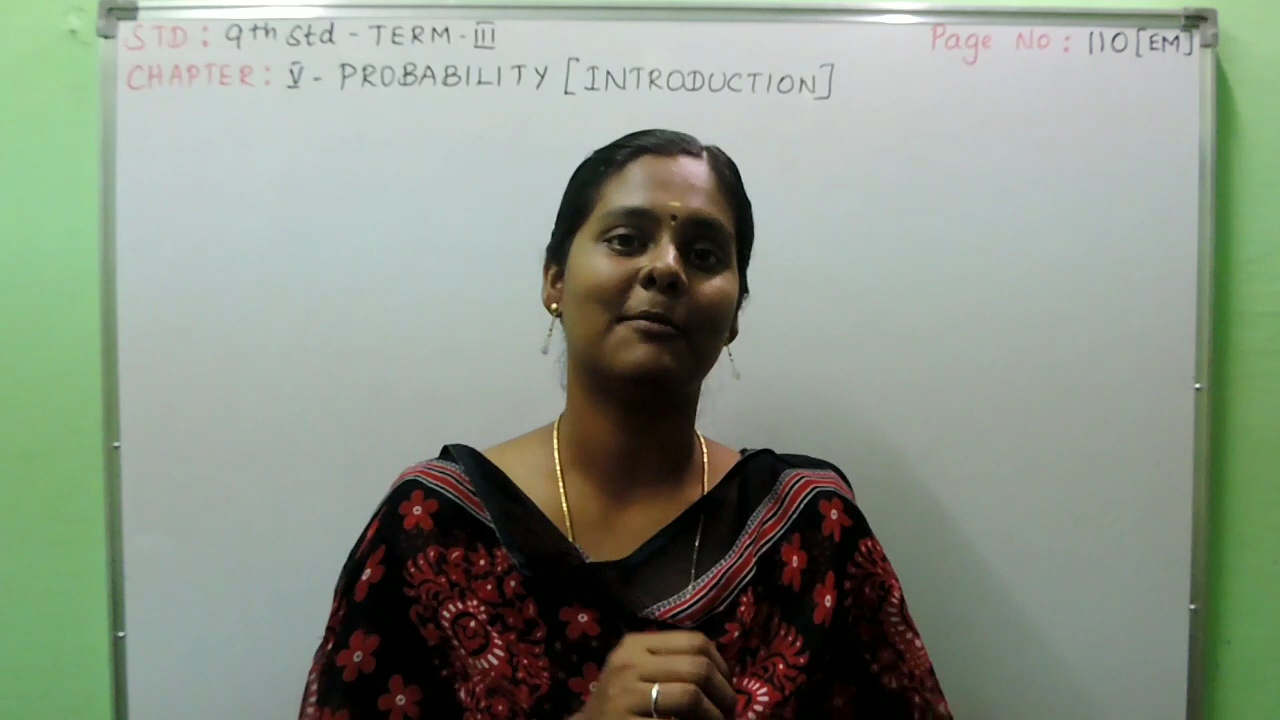 STD: 9th Std - TERM - III
Page No: 110 [EM]
CHAPTER: V - PROBABILITY [INTRODUCTION]